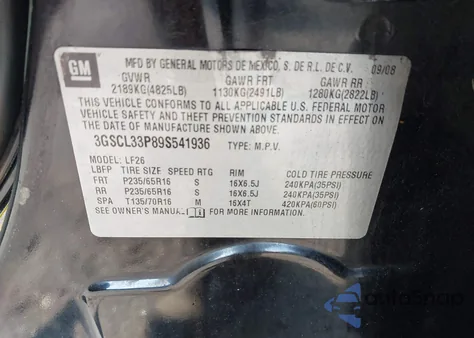 GM
MFD BY GENERAL MOTORS DE MEXICO, S. DE R.L. DE C.V. 09/08
GVWR GAWR FRT GAWR RR
2189KG(4825LB) 1130KG(2491LB) 1280KG(2822LB)
THIS VEHICLE CONFORMS TO ALL APPLICABLE U.S. FEDERAL MOTOR
VEHICLE SAFETY AND THEFT PREVENTION STANDARDS IN EFFECT ON
THE DATE OF MANUFACTURE SHOWN ABOVE.
3GSCL33P89S541936 TYPE: M.P.V.
MODEL: LF26
LBFP TIRE SIZE SPEED RTG RIM COLD TIRE PRESSURE
FRT P235/65R16 S 16X6.5J 240KPA(35PSI)
RR P235/65R16 S 16X6.5J 240KPA(35PSI)
SPA T135/70R16 M 16X4T 420KPA(60PSI)
SEE OWNER'S MANUAL FOR MORE INFORMATION.
autoSnap